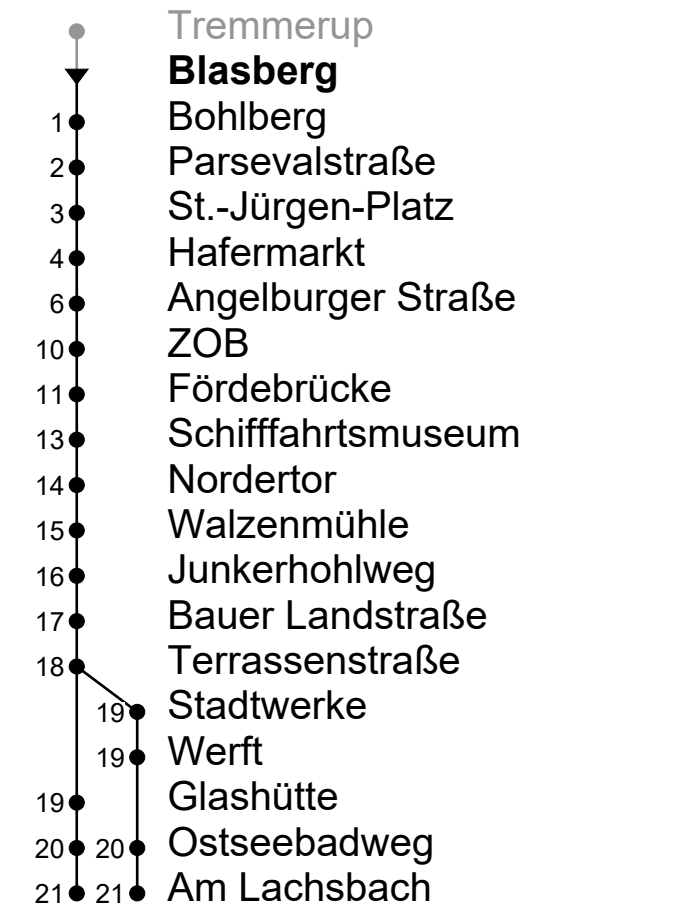 Tremmerup
Blasberg
1 Bohlberg
2 Parsevalstraße
3 St.-Jürgen-Platz
4 Hafermarkt
6 Angelburger Straße
10 ZOB
11 Fördebrücke
13 Schifffahrtsmuseum
14 Nordertor
15 Walzenmühle
16 Junkerhohlweg
17 Bauer Landstraße
18 Terrassenstraße
19 Stadtwerke
19 Werft
19 Glashütte
20 20 Ostseebadweg
21 21 Am Lachsbach